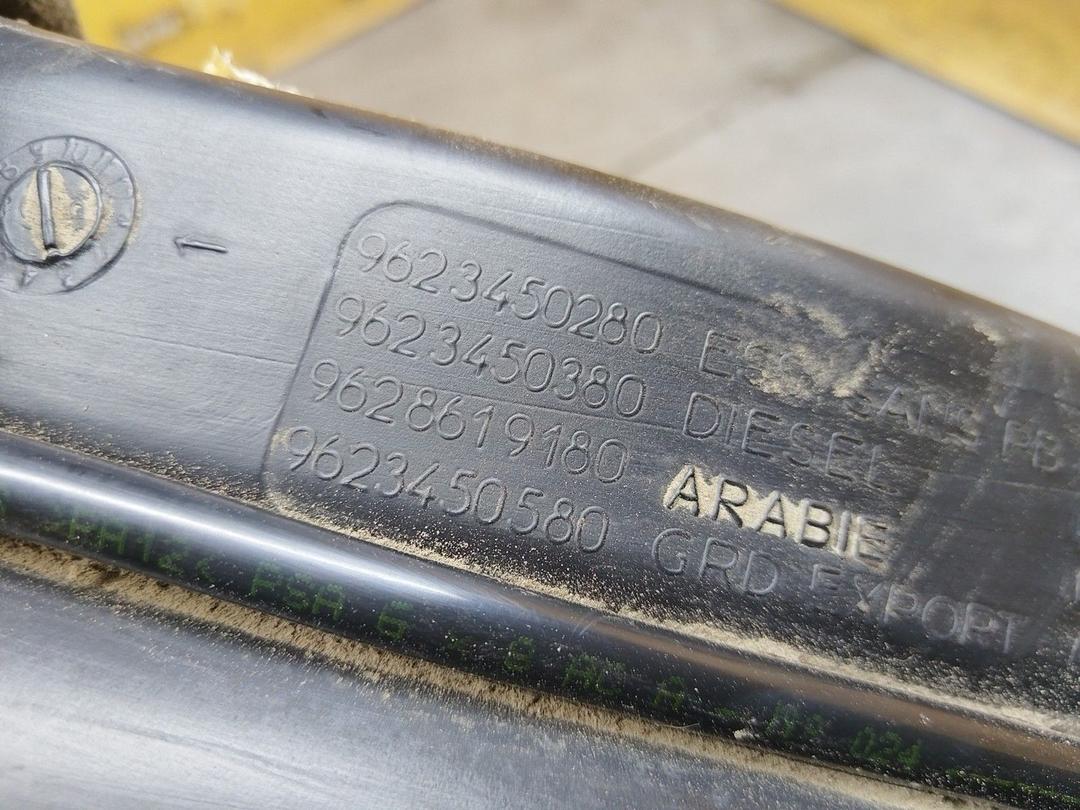 9623450280 ESS SANS PB
9623450380 DIESEL
9628619180 ARABIE
9623450580 GRD EXPORT
PSA